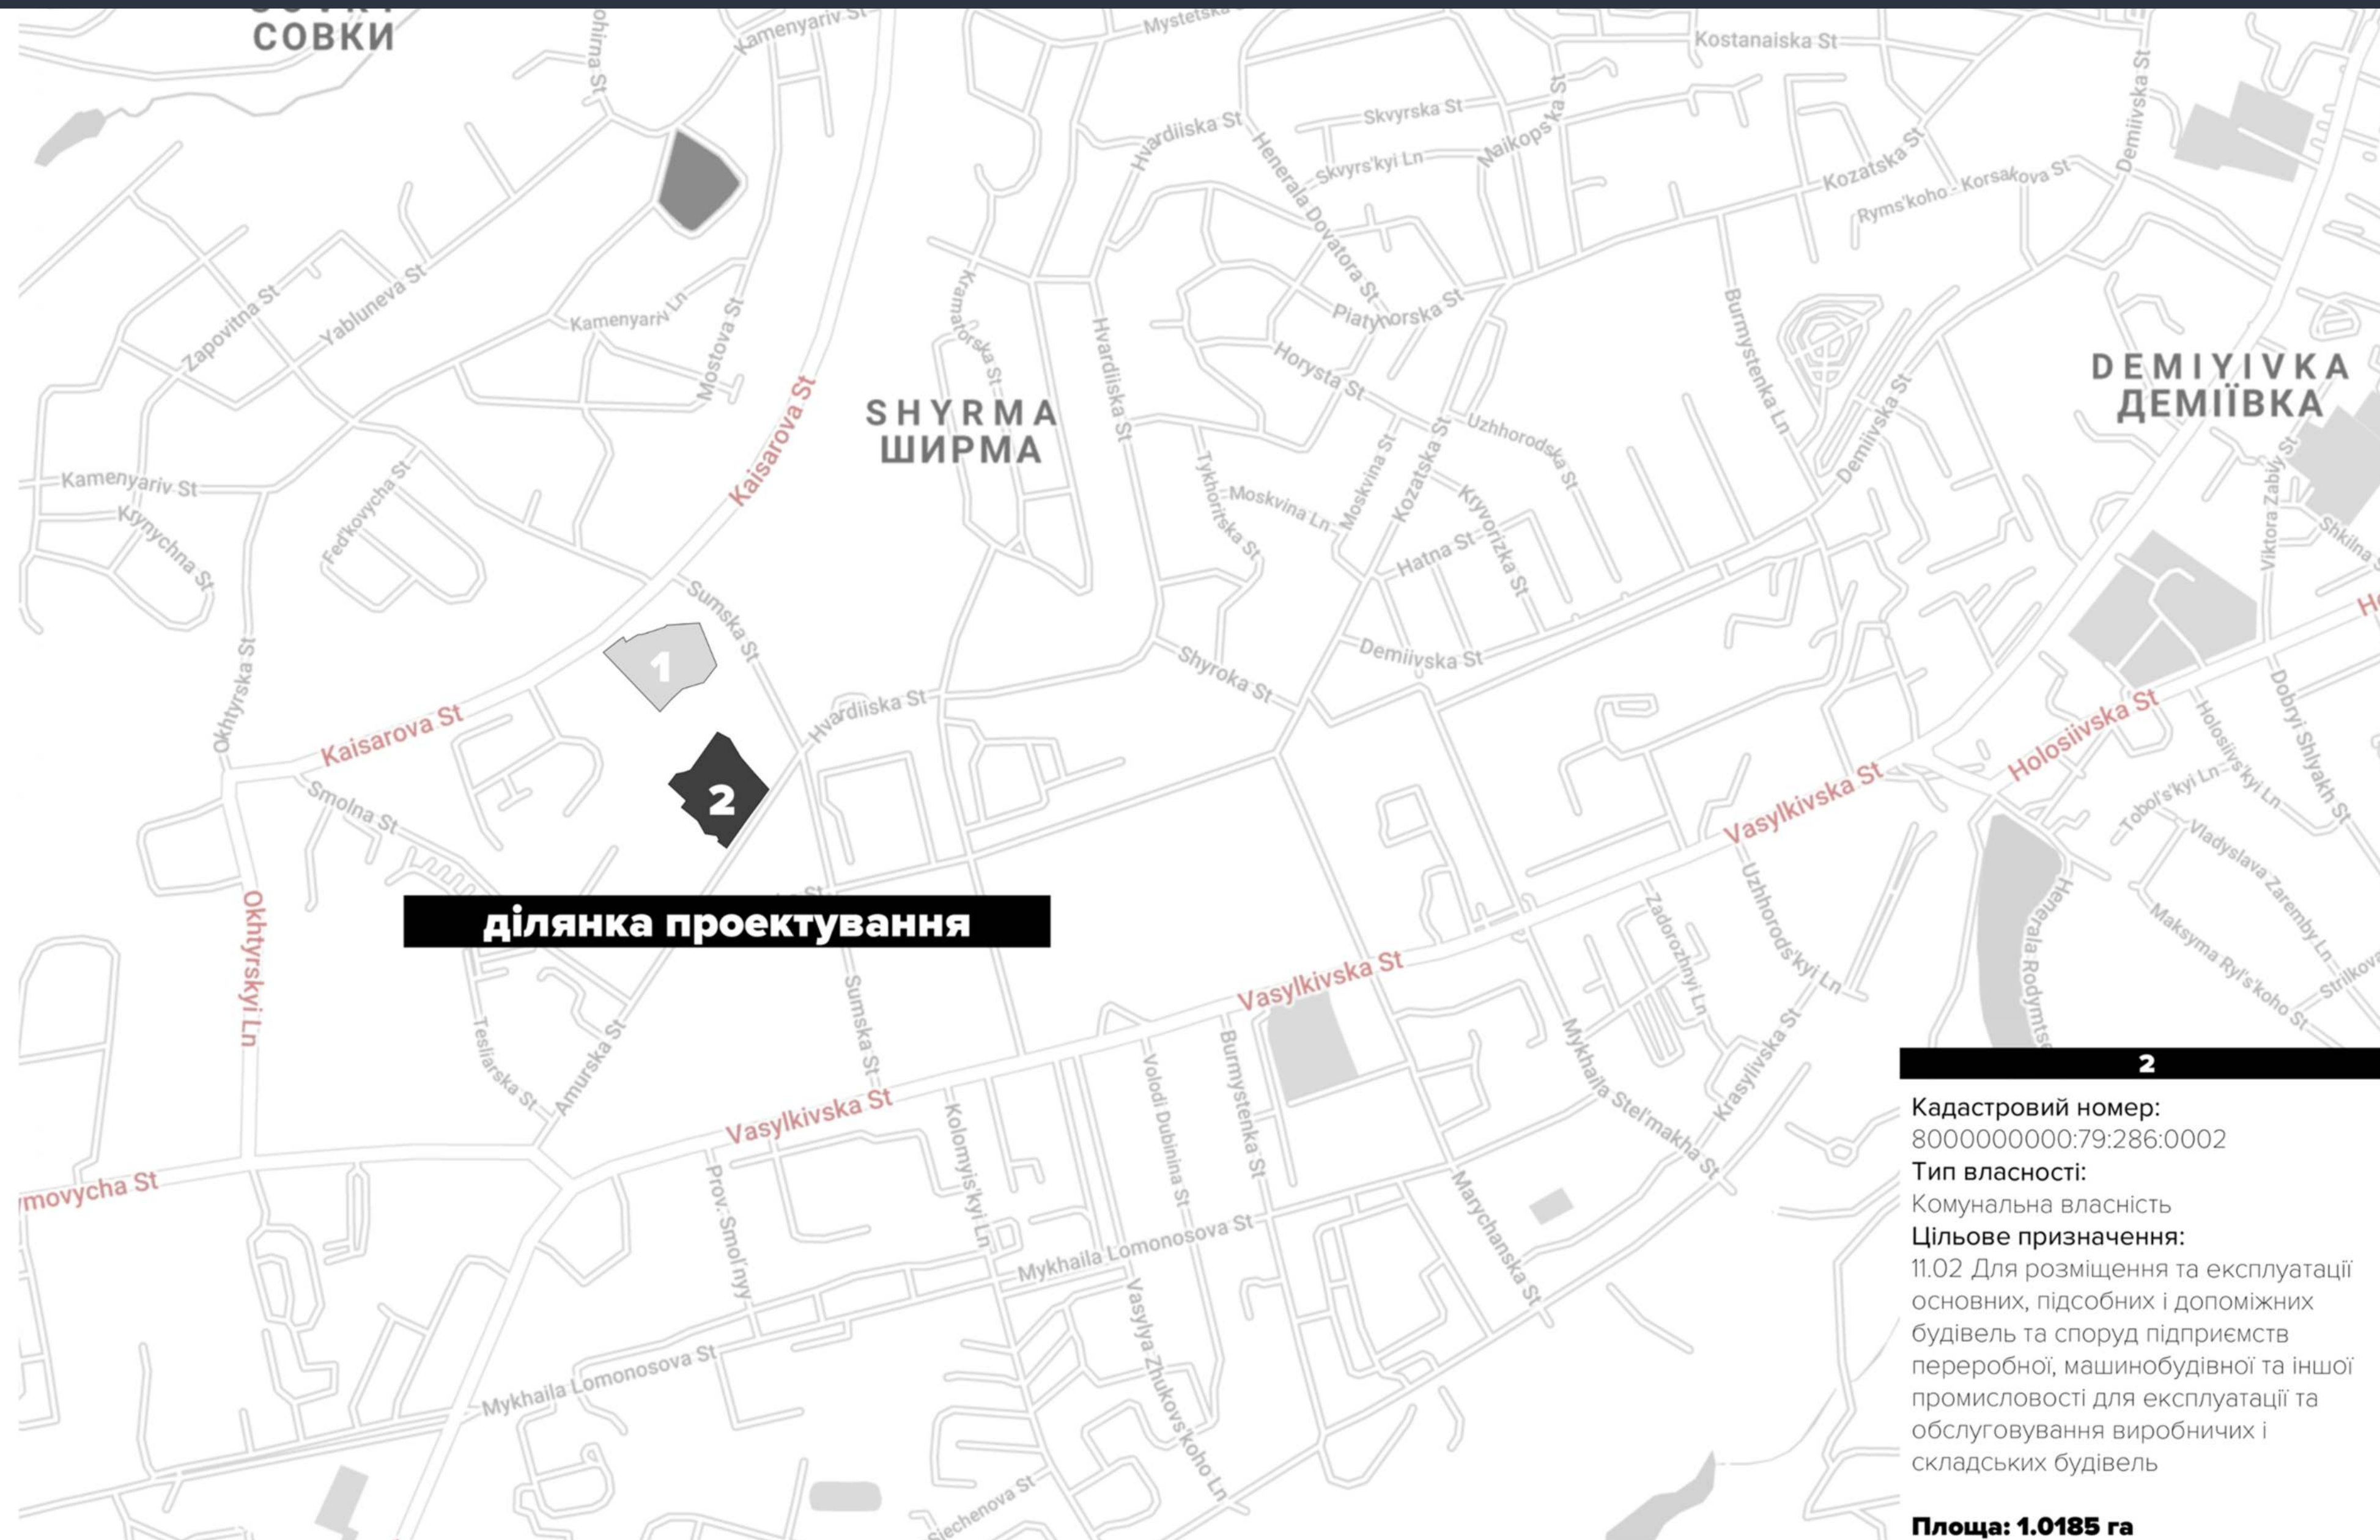 СОВКИ
Kamenyariv St
Kostanaiska St
Skvyrska St
Hvardiiska St
Maikops'ka St
Demiivska St
Skvyrs'kyi Ln
Kozatska St
Ryms'koho - Korsakova St
Henerala Dovatora St
Zapovitna St
Yabluneva St
Kamenyariv Ln
Mostova St
Kramatorska St
Piatyhorska St
Burmystenka Ln
Hvardiiska St
Horysta St
DEMIYIVKA
ДЕМІЇВКА
SHYRMA
ШИРМА
Kaisarova St
Uzhhorodska St
Demiivska St
Kamenyariv St
Fed'kovycha St
Tykhoritska St
Moskvina Ln
Moskvina St
Kozatska St
Kryvorizka St
Viktora Zabily St
Krynychna St
Hatna St
Shkilna
Sumska St
1
Okhtyrska St
Shyroka St
Demiivska St
Kaisarova St
Hvardiiska St
Holosiivska St
Holosiivs'kyi Ln
Dobryi Shlyakh St
2
Smolna St
Vasylkivska St
Tobol's'kyi Ln
Vladyslava Zaremby Ln
Uzhhorods'kyi Ln
Zadorozhnyi Ln
Maksyma Ryl's'koho St
ділянка проектування
Okhtyrskyi Ln
Vasylkivska St
Sumska St
Tesliarska St
Amurska St
Burmystenka St
Volodi Dubinina St
Mykhaila Stel'makha St
Krasylivska St
Vasylkivska St
Kolomyis'kyi Ln
Prov. Smol'nyy
Marychanska St
Mykhaila Lomonosova St
Mykhaila Lomonosova St
Vasylya Zhukovs'koho Ln
Siechenova St
2
Кадастровий номер:
8000000000:79:286:0002
Тип власності:
Комунальна власність
Цільове призначення:
11.02 Для розміщення та експлуатації
основних, підсобних і допоміжних
будівель та споруд підприємств
переробної, машинобудівної та іншої
промисловості для експлуатації та
обслуговування виробничих і
складських будівель
Площа: 1.0185 га